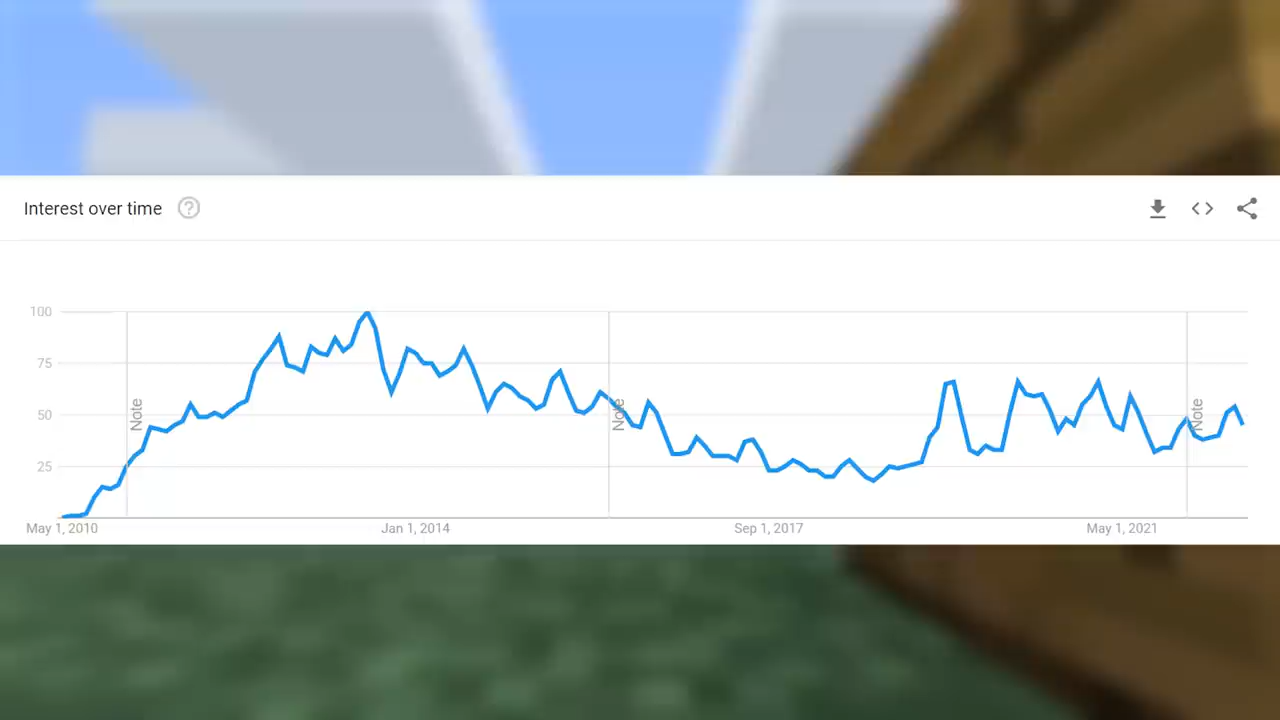 Interest over time
100
75
50
25
Note
Note
Note
May 1, 2010
Jan 1, 2014
Sep 1, 2017
May 1, 2021